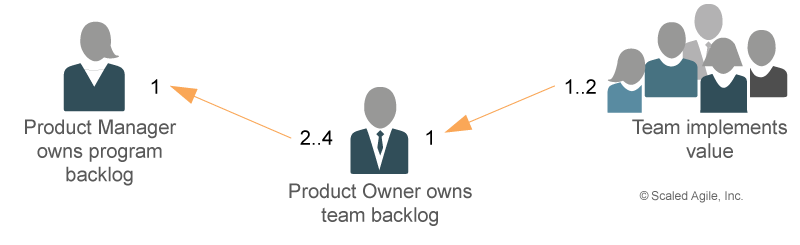 1
Product Manager
owns program
backlog
2..4
1
Product Owner owns
team backlog
1..2
Team implements
value
© Scaled Agile, Inc.